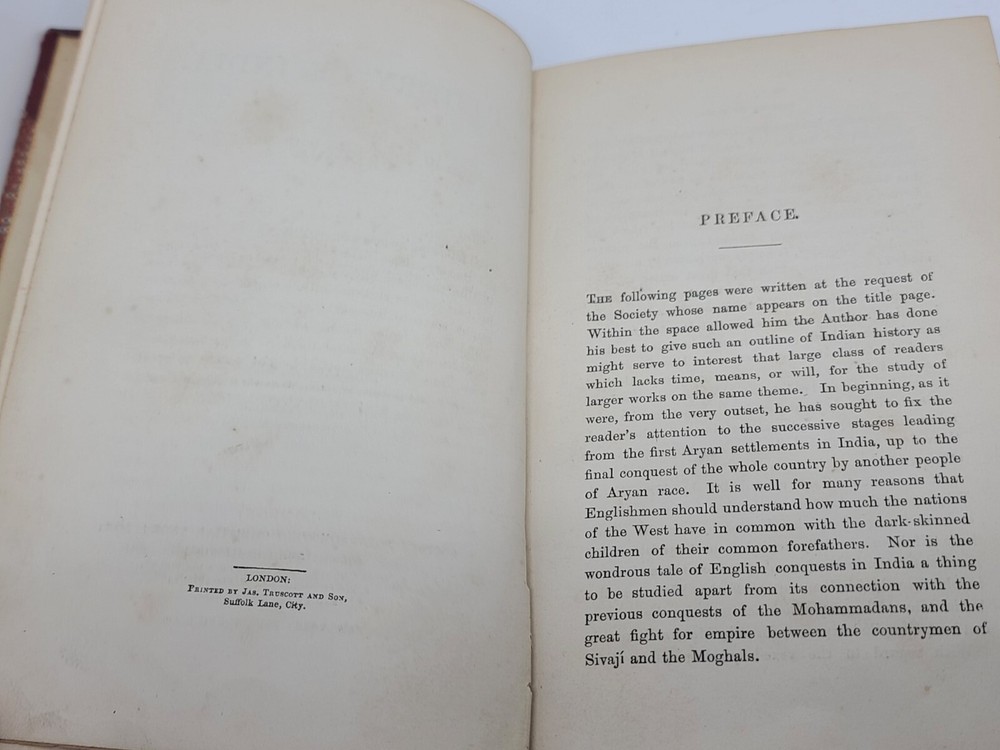 LONDON:
PRINTED BY JAS. TRUSCOTT AND SON,
Suffolk Lane, City.
PREFACE.
THE following pages were written at the request of
the Society whose name appears on the title page.
Within the space allowed him the Author has done
his best to give such an outline of Indian history as
might serve to interest that large class of readers
which lacks time, means, or will, for the study of
larger works on the same theme. In beginning, as it
were, from the very outset, he has sought to fix the
reader's attention to the successive stages leading
from the first Aryan settlements in India, up to the
final conquest of the whole country by another people
of Aryan race. It is well for many reasons that
Englishmen should understand how much the nations
of the West have in common with the dark-skinned
children of their common forefathers. Nor is the
wondrous tale of English conquests in India a thing
to be studied apart from its connection with the
previous conquests of the Mohammadans, and the
great fight for empire between the countrymen of
Sivají and the Moghals.